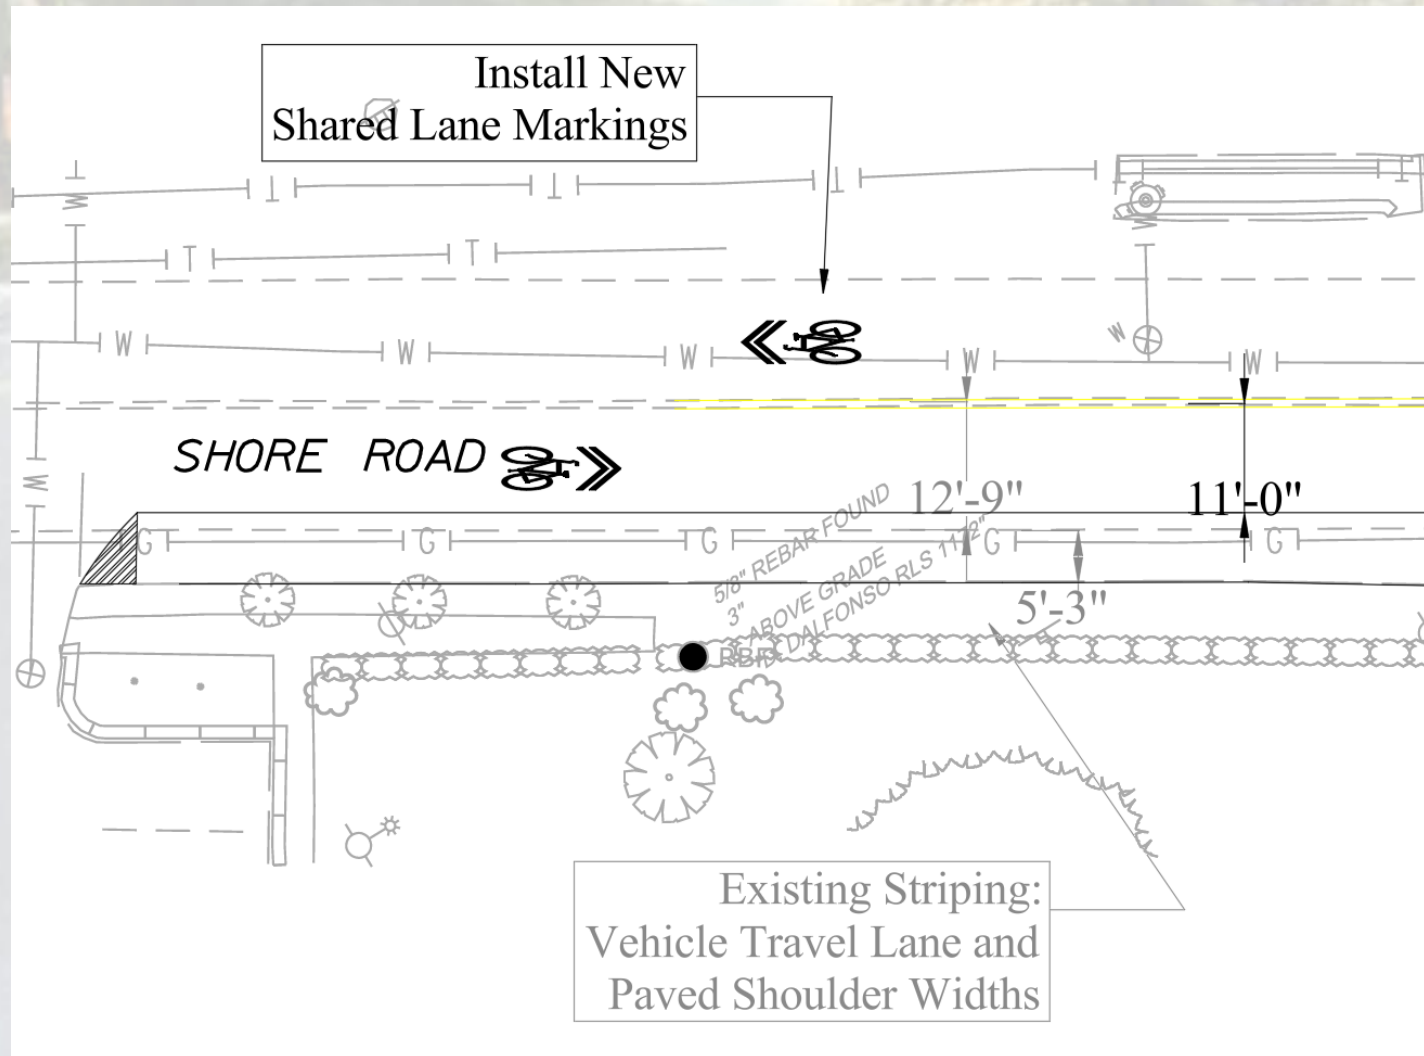 Install New
Shared Lane Markings
T T T
T T
W W W W W
SHORE ROAD
12'-9" 11'-0"
G G G G G
5/8" REBAR FOUND
3" ABOVE GRADE
DALFONSO RLS
5'-3"
RBF
Existing Striping:
Vehicle Travel Lane and
Paved Shoulder Widths